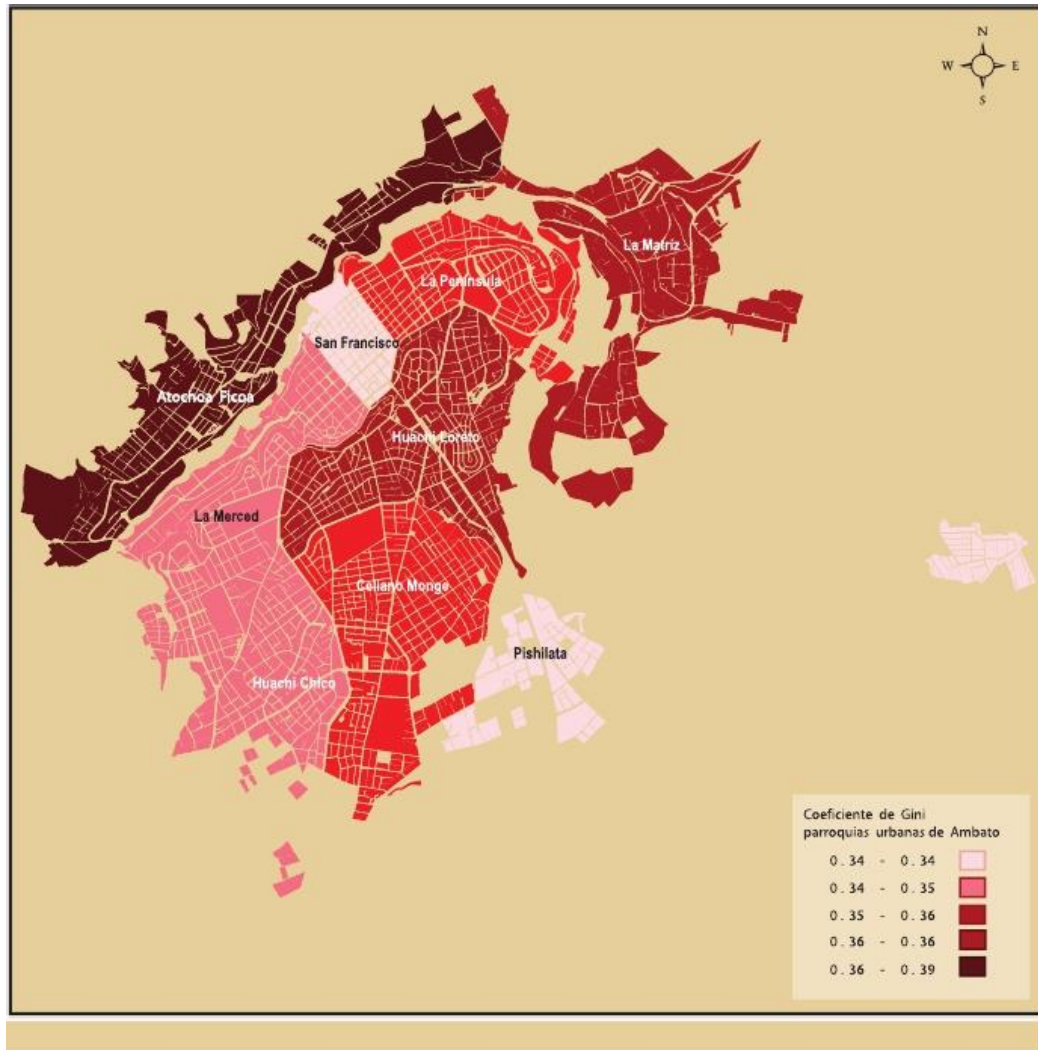 N
W E
S
La Matriz
La Península
San Francisco
Atochoa Ficoa
Huachi Loreto
La Merced
Celiano Monge
Pishilata
Huachi Chico
Coeficiente de Gini
parroquias urbanas de Ambato
0.34 - 0.34
0.34 - 0.35
0.35 - 0.36
0.36 - 0.36
0.36 - 0.39